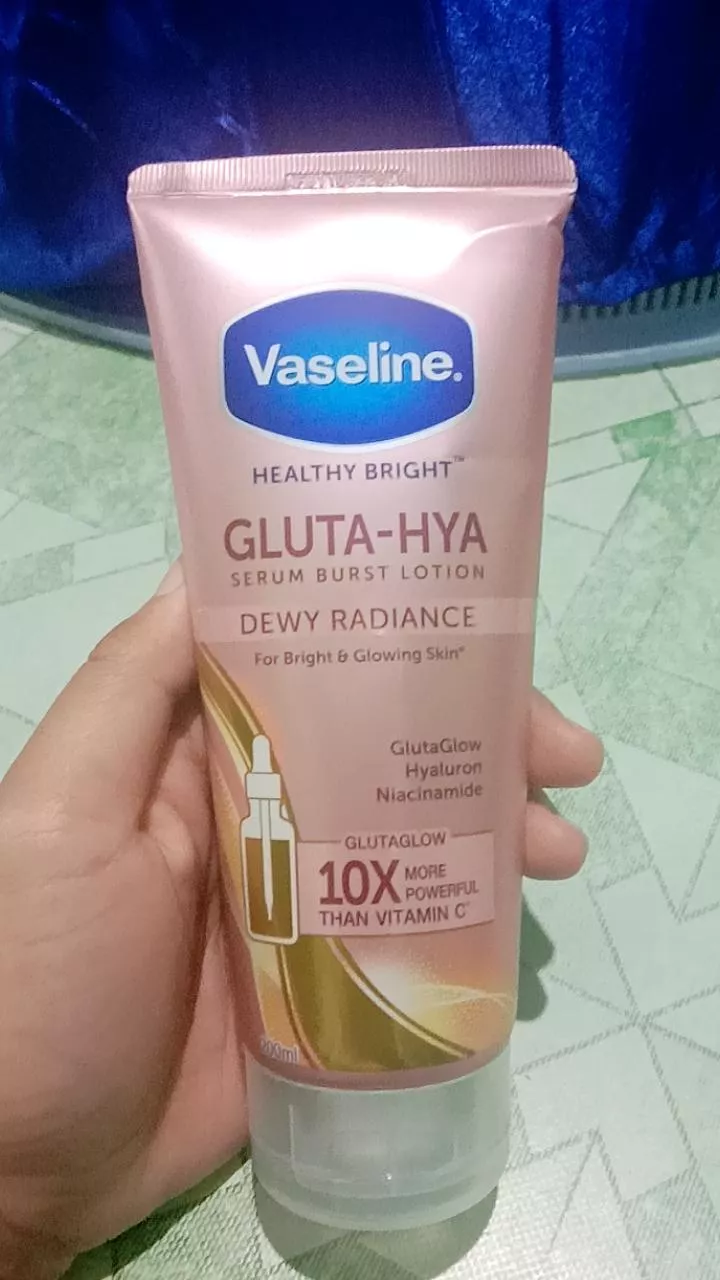 Vaseline.
HEALTHY BRIGHT™
GLUTA-HYA
SERUM BURST LOTION
DEWY RADIANCE
For Bright & Glowing Skin*
GlutaGlow
Hyaluron
Niacinamide
GLUTAGLOW
10X MORE
POWERFUL
THAN VITAMIN C*
200ml